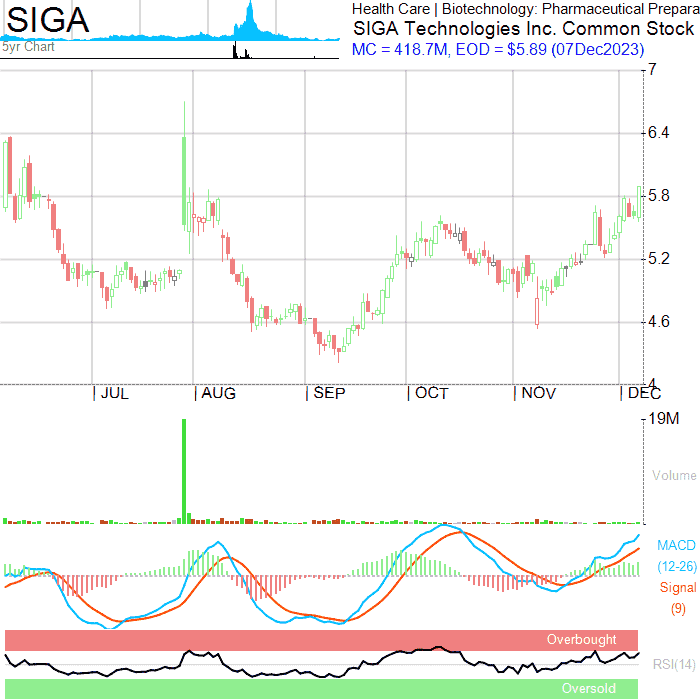 SIGA
5yr Chart
Health Care | Biotechnology: Pharmaceutical Prepara
SIGA Technologies Inc. Common Stock
MC = 418.7M, EOD = $5.89 (07Dec2023)
7
6.4
5.8
5.2
4.6
4
JUL AUG SEP OCT NOV DEC
19M
Volume
MACD
(12-26)
Signal
(9)
Overbought
RSI(14)
Oversold